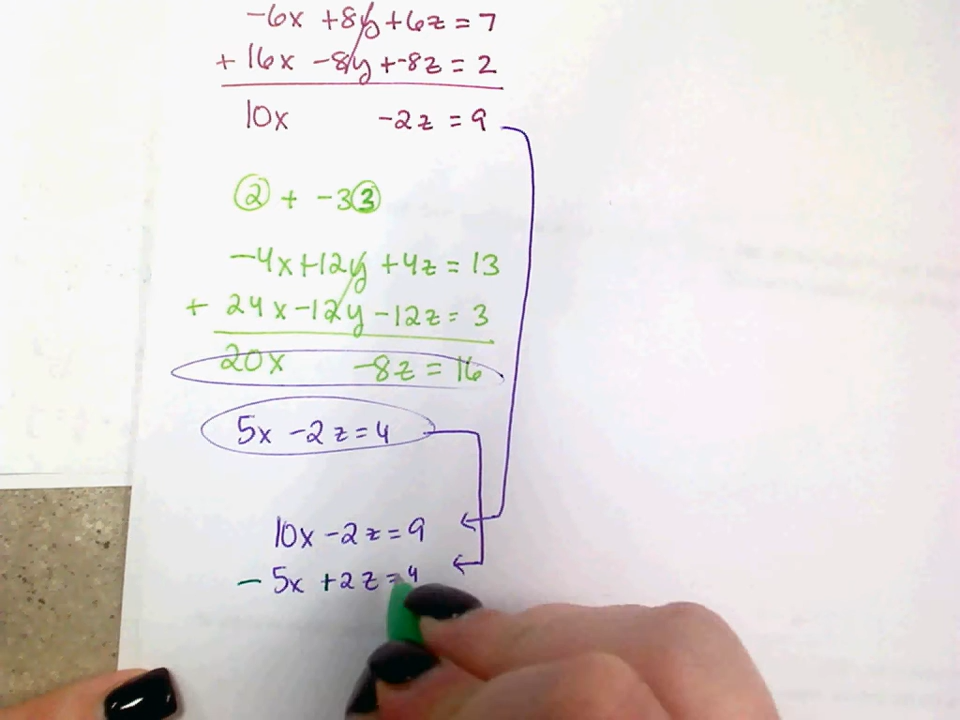 -6x +8y +6z = 7
+ 16x -8y +-8z = 2
10x -2z = 9
② + -3③
-4x+12y +4z = 13
+ 24x-12y -12z = 3
20x -8z = 16
5x -2z = 4
10x -2z = 9
- 5x +2z = 4